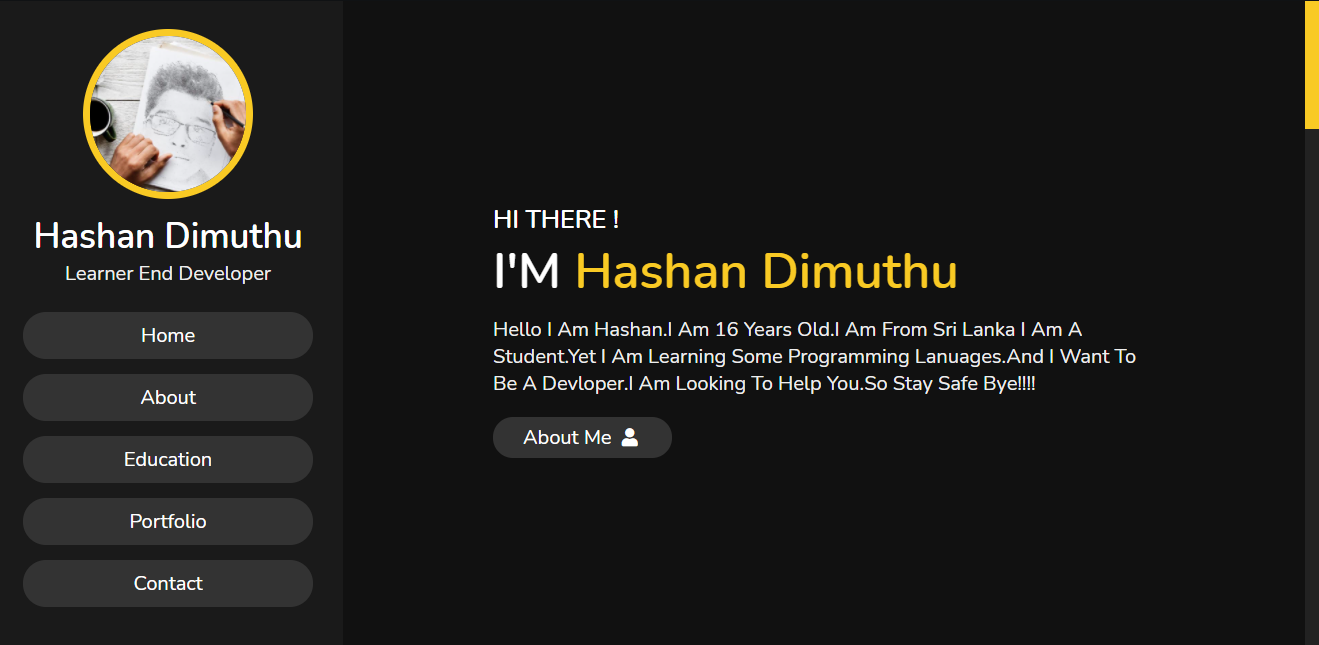 Hashan Dimuthu
Learner End Developer
Home
About
Education
Portfolio
Contact
HI THERE !
I'M Hashan Dimuthu
Hello I Am Hashan.I Am 16 Years Old.I Am From Sri Lanka I Am A
Student.Yet I Am Learning Some Programming Lanuages.And I Want To
Be A Devloper.I Am Looking To Help You.So Stay Safe Bye!!!!
About Me